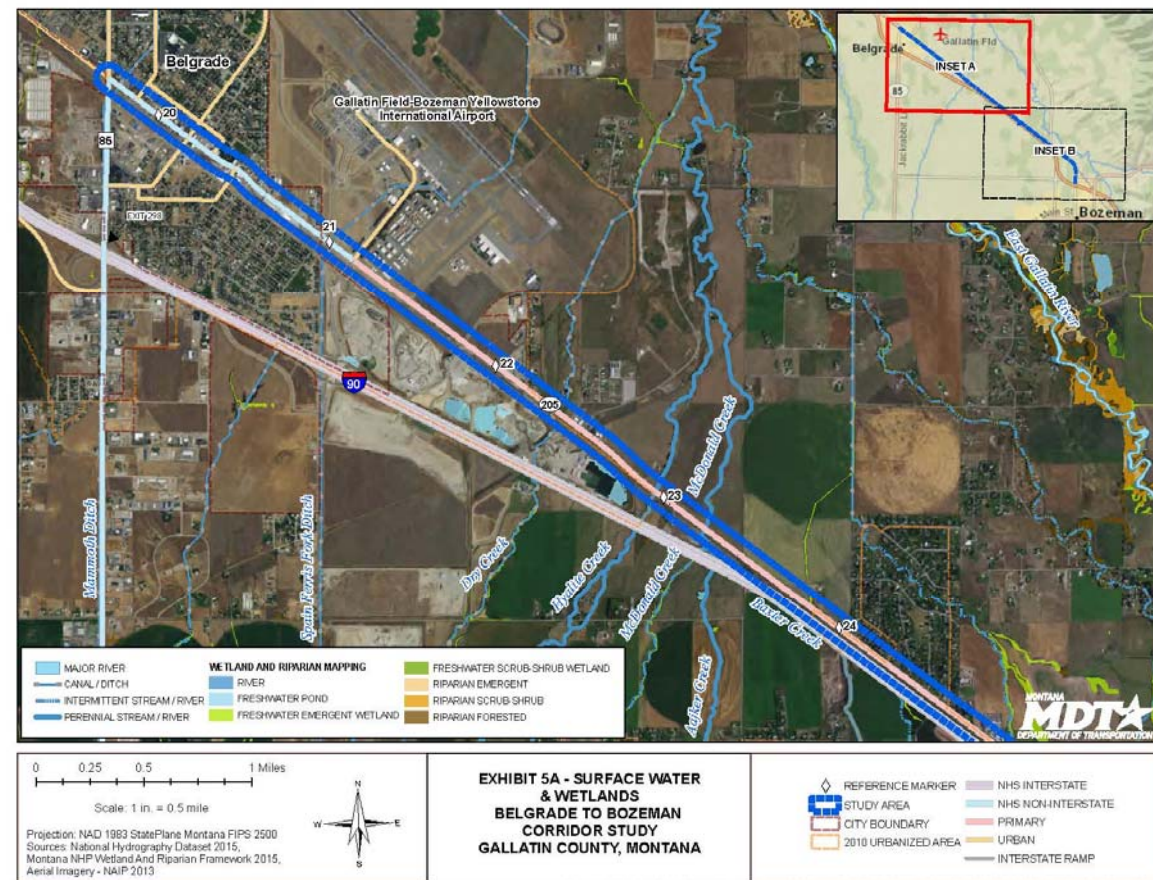 Belgrade
Gallatin Field-Bozeman Yellowstone
International Airport
20
85
EXIT 298
21
22
90
205
23
24
Mammoth Ditch
Spain Ferris Fork Ditch
Dry Creek
Hyalite Creek
McDonald Creek
McDonald Creek
Aajker Creek
Baxter Creek
East Gallatin River
Belgrade
Gallatin Fld
INSET A
85
Jackrabbit L
INSET B
Main St
Bozeman
MAJOR RIVER
CANAL / DITCH
INTERMITTENT STREAM / RIVER
PERENNIAL STREAM / RIVER
WETLAND AND RIPARIAN MAPPING
RIVER
FRESHWATER POND
FRESHWATER EMERGENT WETLAND
FRESHWATER SCRUB-SHRUB WETLAND
RIPARIAN EMERGENT
RIPARIAN SCRUB-SHRUB
RIPARIAN FORESTED
MONTANA
MDT
DEPARTMENT OF TRANSPORTATION
0 0.25 0.5 1 Miles
Scale: 1 in. = 0.5 mile
Projection: NAD 1983 StatePlane Montana FIPS 2500
Sources: National Hydrography Dataset 2015,
Montana NHP Wetland And Riparian Framework 2015,
Aerial Imagery - NAIP 2013
N
W E
S
EXHIBIT 5A - SURFACE WATER
& WETLANDS
BELGRADE TO BOZEMAN
CORRIDOR STUDY
GALLATIN COUNTY, MONTANA
REFERENCE MARKER
STUDY AREA
CITY BOUNDARY
2010 URBANIZED AREA
NHS INTERSTATE
NHS NON-INTERSTATE
PRIMARY
URBAN
INTERSTATE RAMP